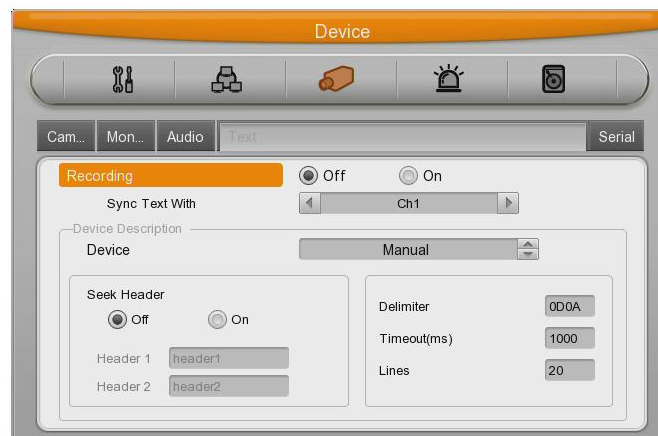 Device
Cam... Mon... Audio Text Serial
Recording Off On
Sync Text With Ch1
Device Description
Device Manual
Seek Header
Off On
Header 1 header1
Header 2 header2
Delimiter 0D0A
Timeout(ms) 1000
Lines 20